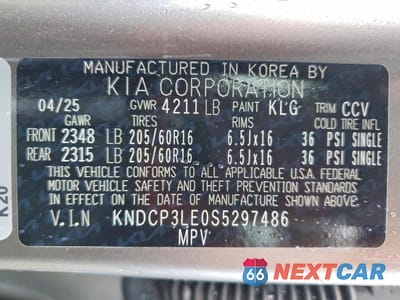 MANUFACTURED IN KOREA BY
KIA CORPORATION
04/25 GVWR 4211 LB PAINT KLG TRIM CCV
GAWR TIRES RIMS COLD TIRE INFL
FRONT 2348 LB 205/60R16 6.5Jx16 36 PSI SINGLE
REAR 2315 LB 205/60R16 6.5Jx16 36 PSI SINGLE
THIS VEHICLE CONFORMS TO ALL APPLICABLE U.S.A. FEDERAL
MOTOR VEHICLE SAFETY, BUMPER, AND THEFT PREVENTION
STANDARDS IN EFFECT ON THE DATE OF MANUFACTURE SHOWN ABOVE.
V.I.N KNDCP3LE0S5297486
MPV
K20
66 NEXTCAR